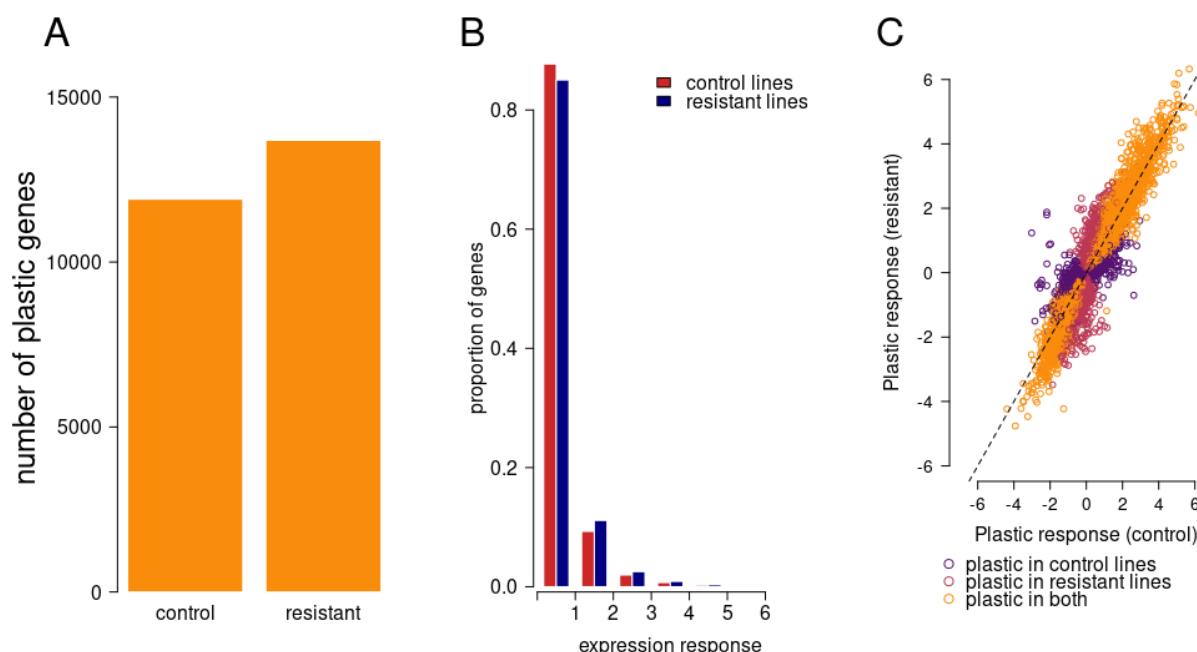 A
number of plastic genes
15000
10000
5000
0
control
resistant
B
control lines
resistant lines
proportion of genes
0.8
0.6
0.4
0.2
0.0
1 2 3 4 5 6
expression response
C
Plastic response (resistant)
6
4
2
0
-2
-4
-6
-6 -4 -2 0 2 4 6
Plastic response (control)
plastic in control lines
plastic in resistant lines
plastic in both